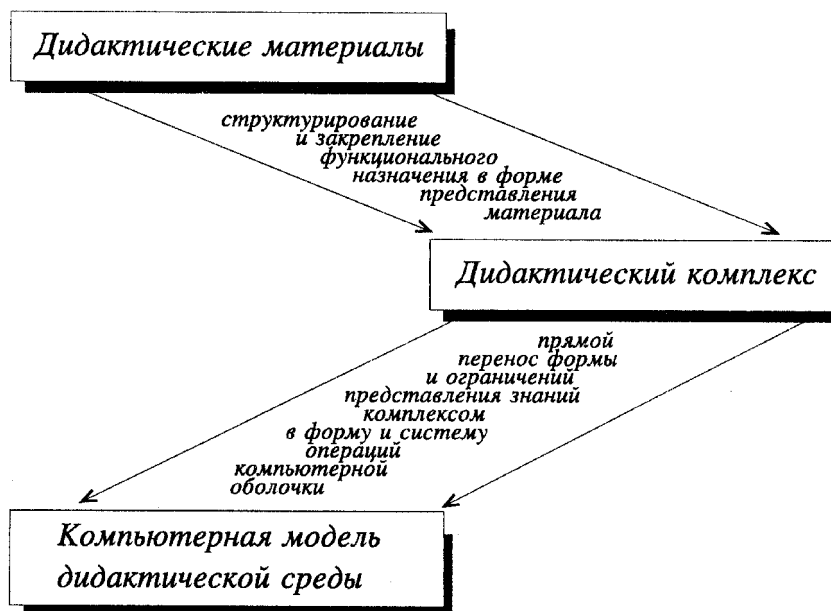 Дидактические материалы
структурирование
и закрепление
функционального
назначения в форме
представления
материала
Дидактический комплекс
прямой
перенос формы
и ограничений
представления знаний
комплексом
в форму и систему
операций
компьютерной
оболочки
Компьютерная модель
дидактической среды